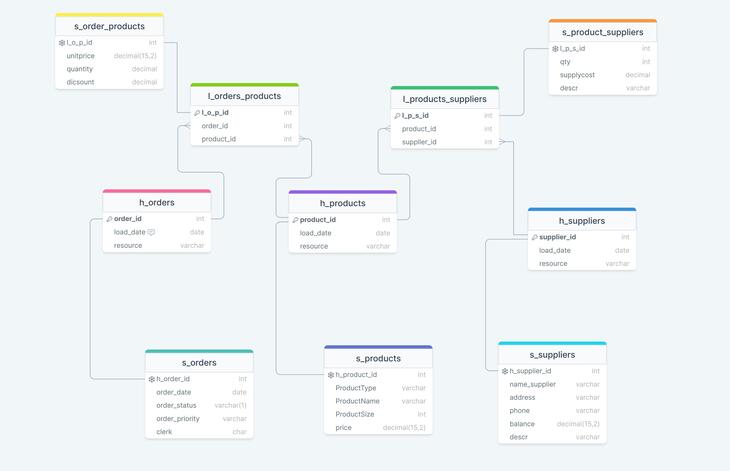 s_order_products
l_o_p_id int
unitprice decimal(15,2)
quantity decimal
dicsount decimal
s_product_suppliers
l_p_s_id int
qty int
supplycost decimal
descr varchar
l_orders_products
l_o_p_id int
order_id int
product_id int
l_products_suppliers
l_p_s_id int
product_id int
supplier_id int
h_orders
order_id int
load_date date
resource varchar
h_products
product_id int
load_date date
resource varchar
h_suppliers
supplier_id int
load_date date
resource varchar
s_orders
h_order_id int
order_date date
order_status varchar(1)
order_priority varchar
clerk char
s_products
h_product_id int
ProductType varchar
ProductName varchar
ProductSize int
price decimal(15,2)
s_suppliers
h_supplier_id int
name_supplier varchar
address varchar
phone varchar
balance decimal(15,2)
descr varchar